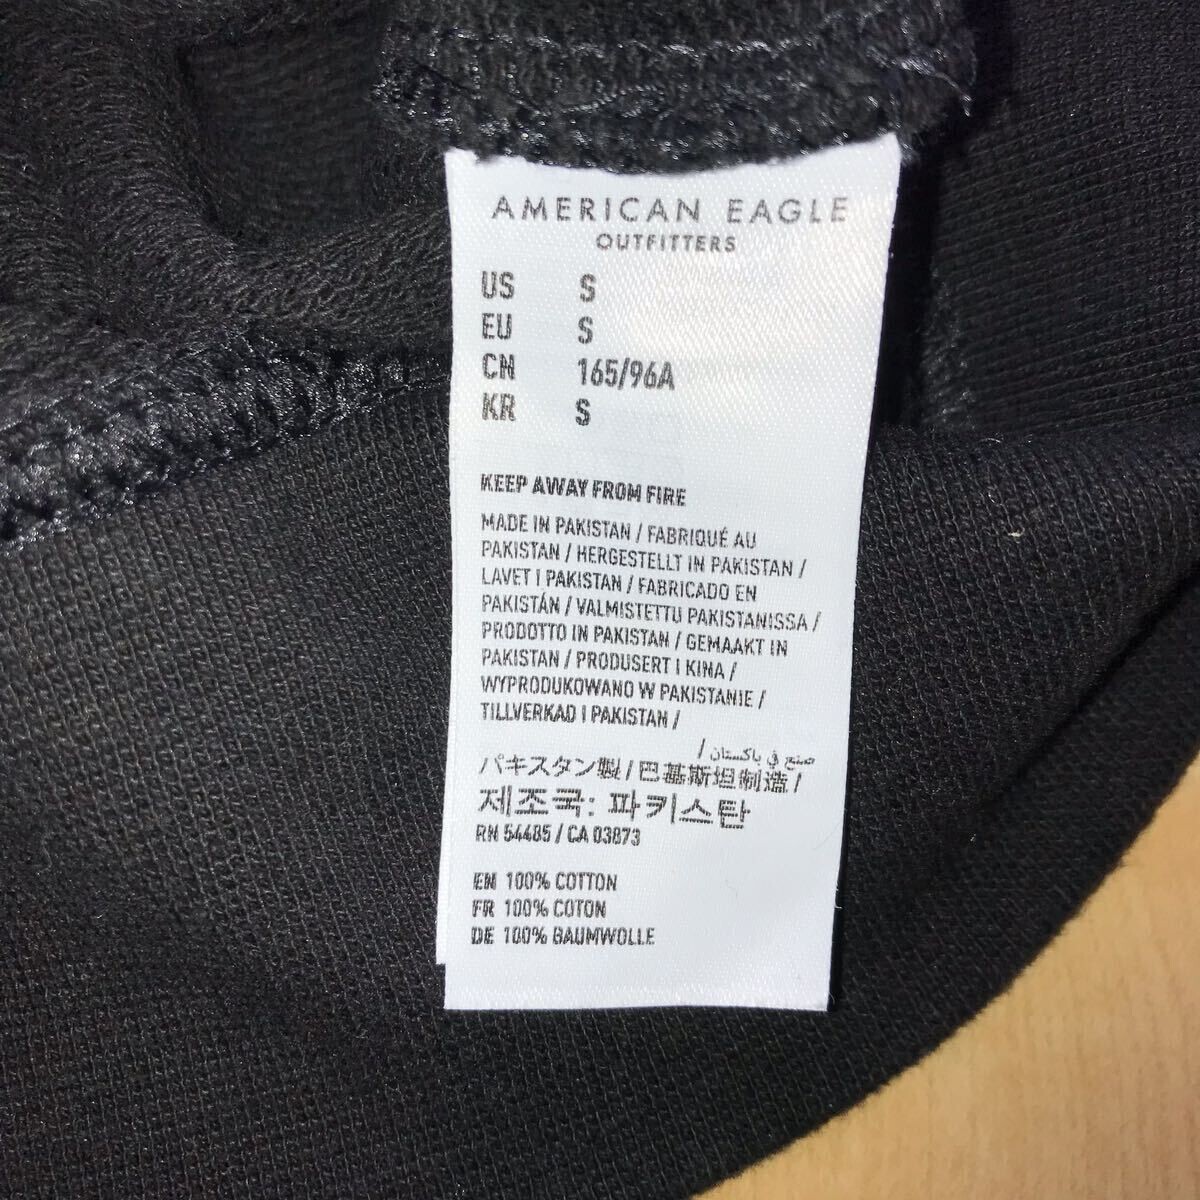 AMERICAN EAGLE
OUTFITTERS
US S
EU S
CN 165/96A
KR S
KEEP AWAY FROM FIRE
MADE IN PAKISTAN / FABRIQUÉ AU
PAKISTAN / HERGESTELLT IN PAKISTAN /
LAVET I PAKISTAN / FABRICADO EN
PAKISTÁN / VALMISTETTU PAKISTANISSA /
PRODOTTO IN PAKISTAN / GEMAAKT IN
PAKISTAN / PRODUSERT I KINA /
WYPRODUKOWANO W PAKISTANIE /
TILLVERKAD I PAKISTAN /
صنع في باكستان /
パキスタン製 / 巴基斯坦制造 /
제조국: 파키스탄
RN 54485 / CA 03873
EN 100% COTTON
FR 100% COTON
DE 100% BAUMWOLLE